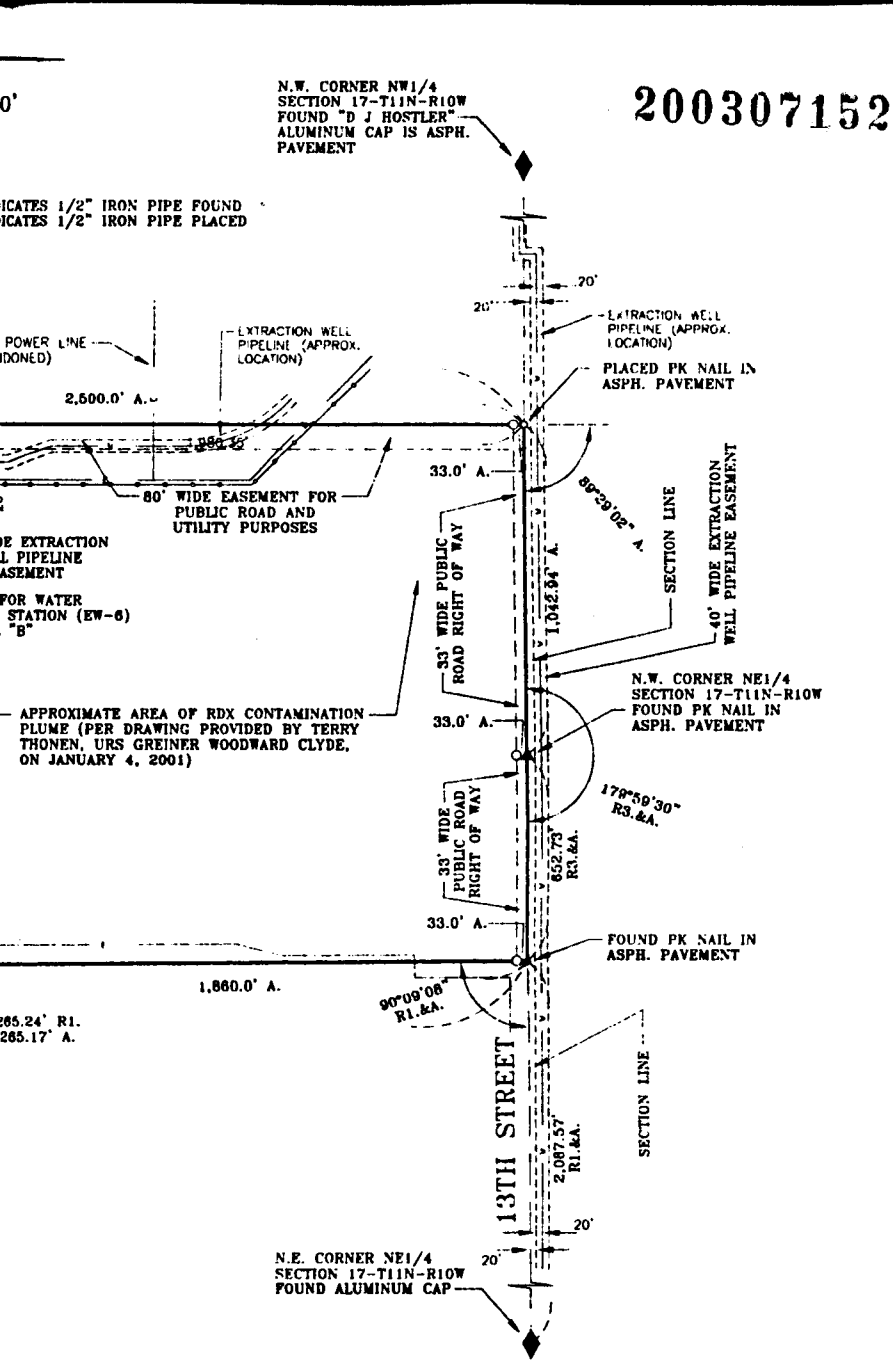 N.W. CORNER NW1/4
SECTION 17-T11N-R10W
FOUND "D J HOSTLER"
ALUMINUM CAP IS ASPH.
PAVEMENT
200307152
0'
ICATES 1/2" IRON PIPE FOUND
ICATES 1/2" IRON PIPE PLACED
20'
20'
POWER LINE
DONED)
EXTRACTION WELL
PIPELINE (APPROX.
LOCATION)
EXTRACTION WELL
PIPELINE (APPROX.
LOCATION)
PLACED PK NAIL IN
ASPH. PAVEMENT
2,500.0' A.
33.0' A.
89°29'02" A.
80' WIDE EASEMENT FOR
PUBLIC ROAD AND
UTILITY PURPOSES
2
DE EXTRACTION
L PIPELINE
ASEMENT
FOR WATER
STATION (EW-6)
"B"
33' WIDE PUBLIC
ROAD RIGHT OF WAY
1,042.94' A.
SECTION LINE
40' WIDE EXTRACTION
WELL PIPELINE EASEMENT
APPROXIMATE AREA OF RDX CONTAMINATION
PLUME (PER DRAWING PROVIDED BY TERRY
THONEN, URS GREINER WOODWARD CLYDE,
ON JANUARY 4, 2001)
33.0' A.
N.W. CORNER NE1/4
SECTION 17-T11N-R10W
FOUND PK NAIL IN
ASPH. PAVEMENT
179°59'30"
R3.&A.
33' WIDE
PUBLIC ROAD
RIGHT OF WAY
652.73'
R3.&A.
33.0' A.
FOUND PK NAIL IN
ASPH. PAVEMENT
1,860.0' A.
90°09'08"
R1.&A.
265.24' R1.
265.17' A.
13TH STREET
SECTION LINE
2,087.57'
R1.&A.
20'
20'
N.E. CORNER NE1/4
SECTION 17-T11N-R10W
FOUND ALUMINUM CAP